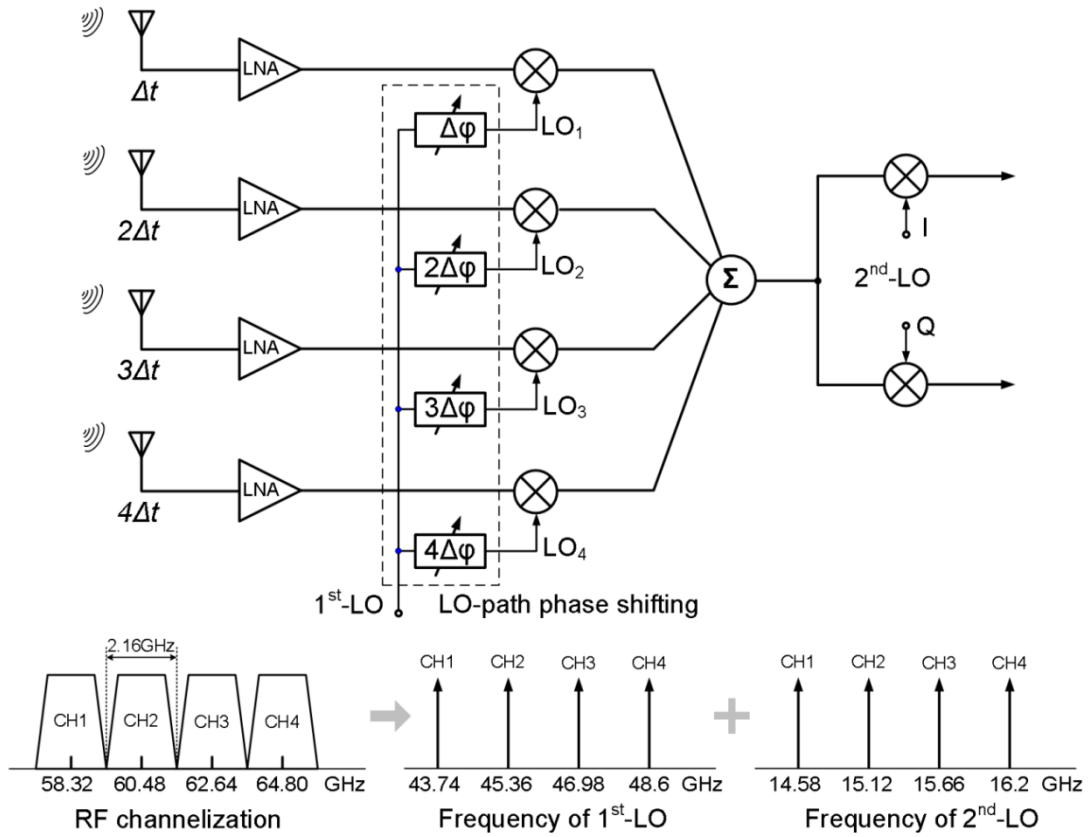 LNA
Δt
Δφ
LO₁
LNA
2Δt
2Δφ
LO₂
I
Σ
2ⁿᵈ-LO
Q
LNA
3Δt
3Δφ
LO₃
LNA
4Δt
4Δφ
LO₄
1ˢᵗ-LO
LO-path phase shifting
2.16GHz
CH1 CH2 CH3 CH4
58.32 60.48 62.64 64.80 GHz
RF channelization
CH1 CH2 CH3 CH4
43.74 45.36 46.98 48.6 GHz
Frequency of 1ˢᵗ-LO
CH1 CH2 CH3 CH4
14.58 15.12 15.66 16.2 GHz
Frequency of 2ⁿᵈ-LO